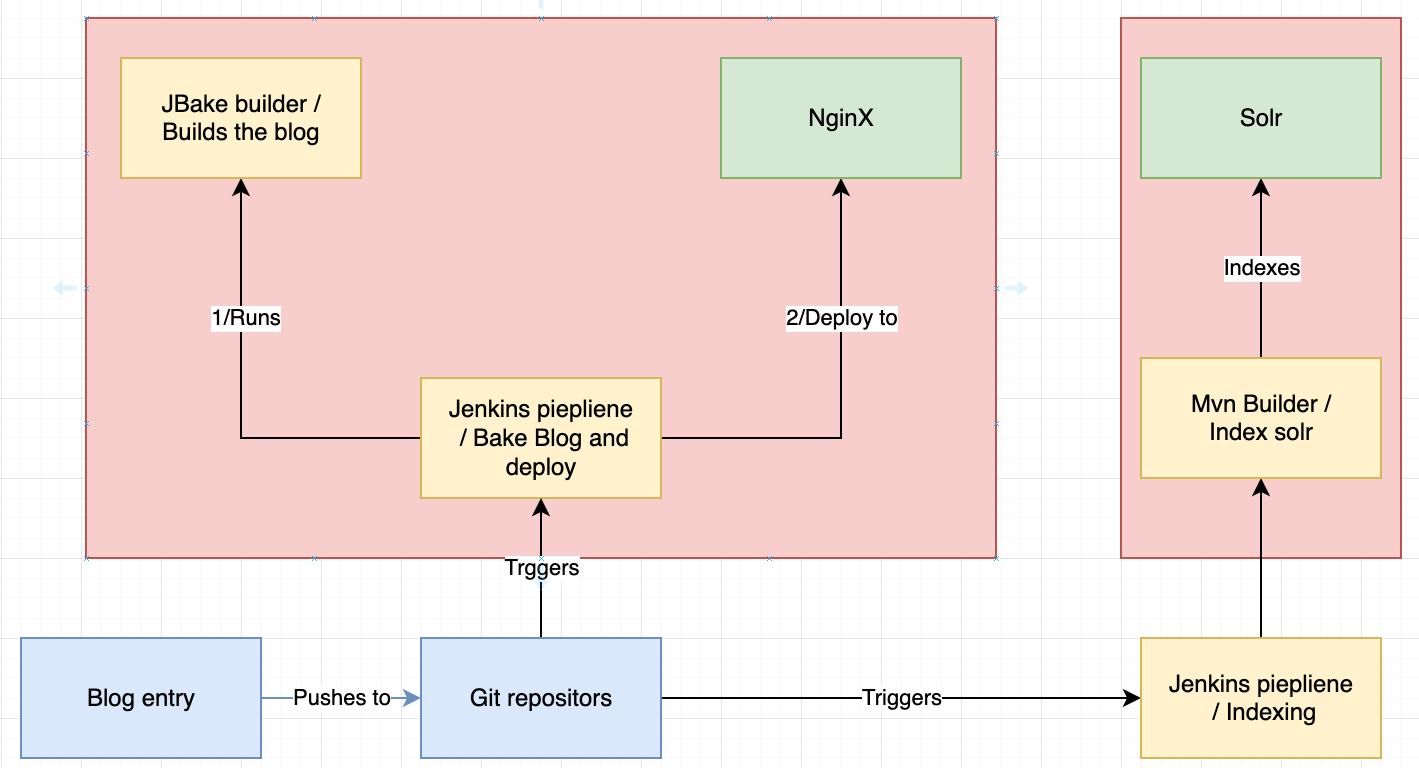 JBake builder /
Builds the blog
NginX
Solr
Indexes
1/Runs
2/Deploy to
Jenkins piepliene
/ Bake Blog and
deploy
Mvn Builder /
Index solr
Trggers
Blog entry
Pushes to
Git repositors
Triggers
Jenkins piepliene
/ Indexing